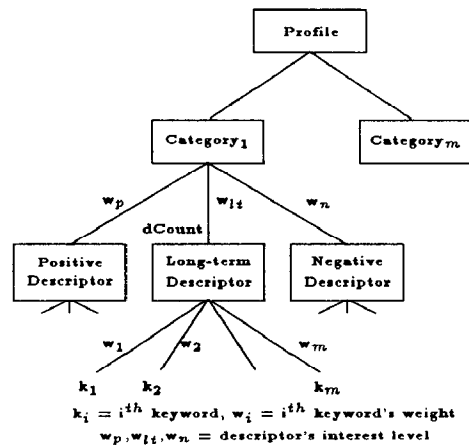 Profile
Category₁ Categoryₘ
wₚ wₗₜ wₙ
dCount
Positive Descriptor
Long-term Descriptor
Negative Descriptor
w₁ w₂ wₘ
k₁ k₂ kₘ
kᵢ = iᵗʰ keyword, wᵢ = iᵗʰ keyword's weight
wₚ,wₗₜ,wₙ = descriptor's interest level